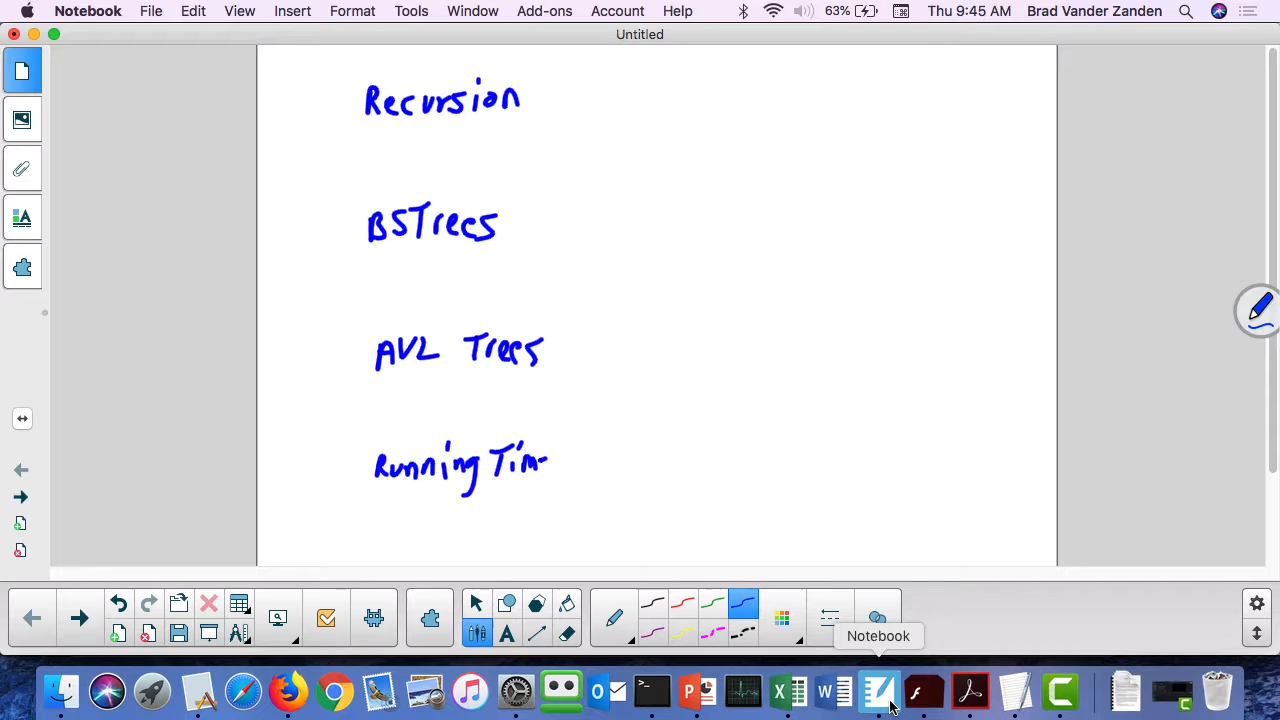 Notebook File Edit View Insert Format Tools Window Add-ons Account Help 63% Thu 9:45 AM Brad Vander Zanden
Untitled
Recursion
BSTrees
AVL Trees
Running Tim
A
Notebook